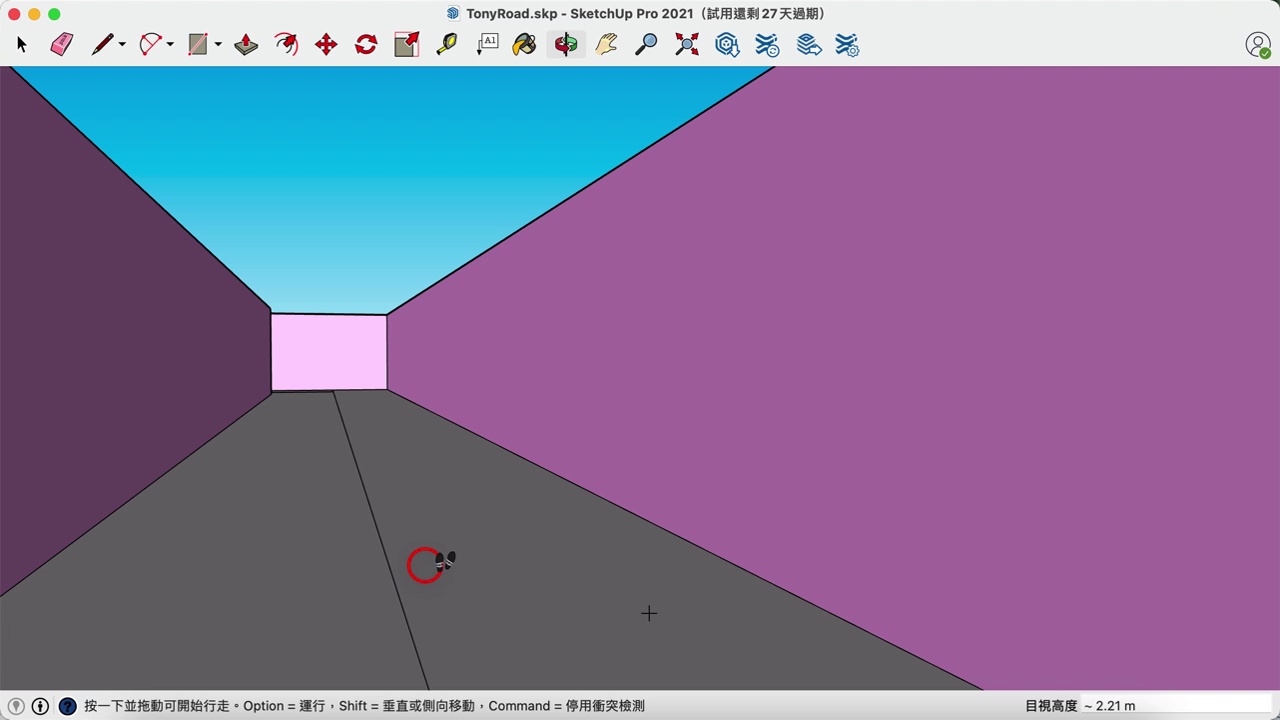 TonyRoad.skp - SketchUp Pro 2021（試用還剩 27 天過期）
A1
按一下並拖動可開始行走。Option = 運行，Shift = 垂直或側向移動，Command = 停用衝突檢測
目視高度 ~ 2.21 m